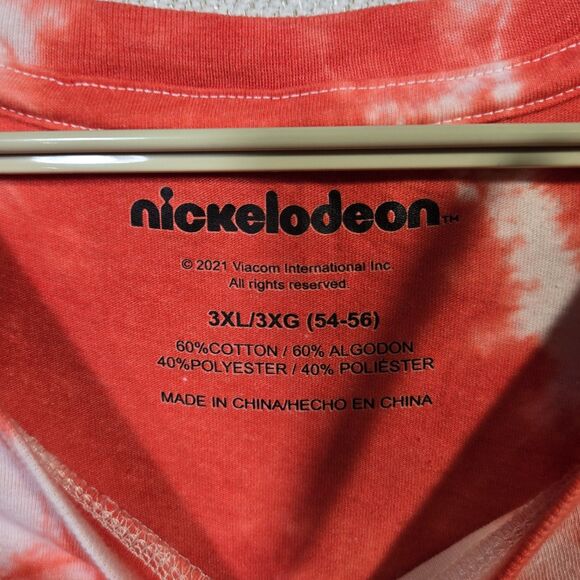 nickelodeon™
© 2021 Viacom International Inc.
All rights reserved.
3XL/3XG (54-56)
60%COTTON / 60% ALGODON
40%POLYESTER / 40% POLIÉSTER
MADE IN CHINA/HECHO EN CHINA